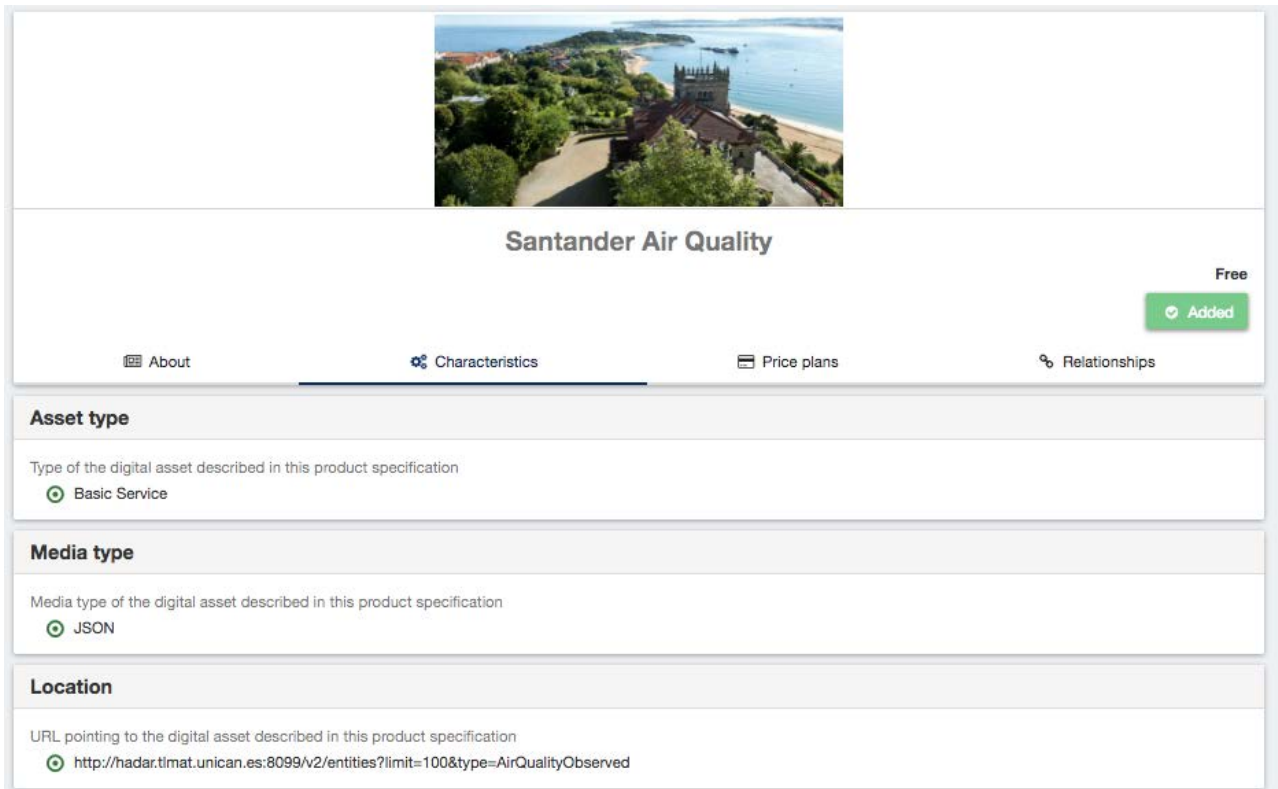 Santander Air Quality
Free
Added
About
Characteristics
Price plans
Relationships
Asset type
Type of the digital asset described in this product specification
Basic Service
Media type
Media type of the digital asset described in this product specification
JSON
Location
URL pointing to the digital asset described in this product specification
http://hadar.tlmat.unican.es:8099/v2/entities?limit=100&type=AirQualityObserved